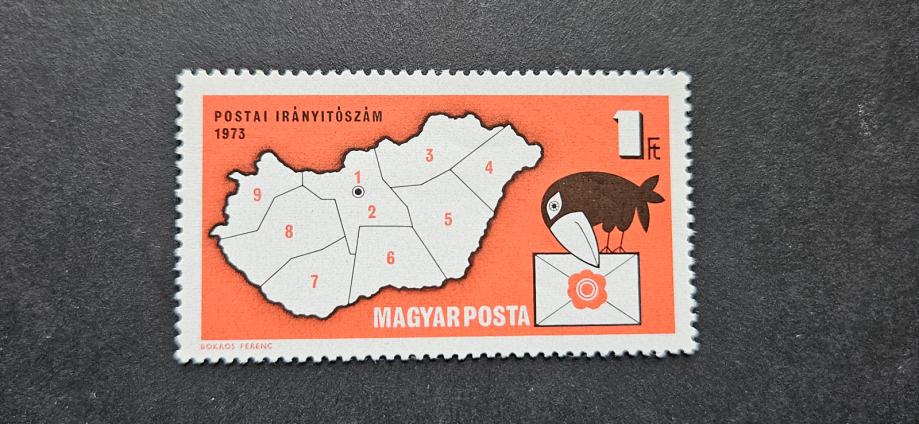 POSTAI IRÁNYITÓSZÁM
1973
1 Ft
1
2
3
4
5
6
7
8
9
MAGYAR POSTA
BOKROS FERENC